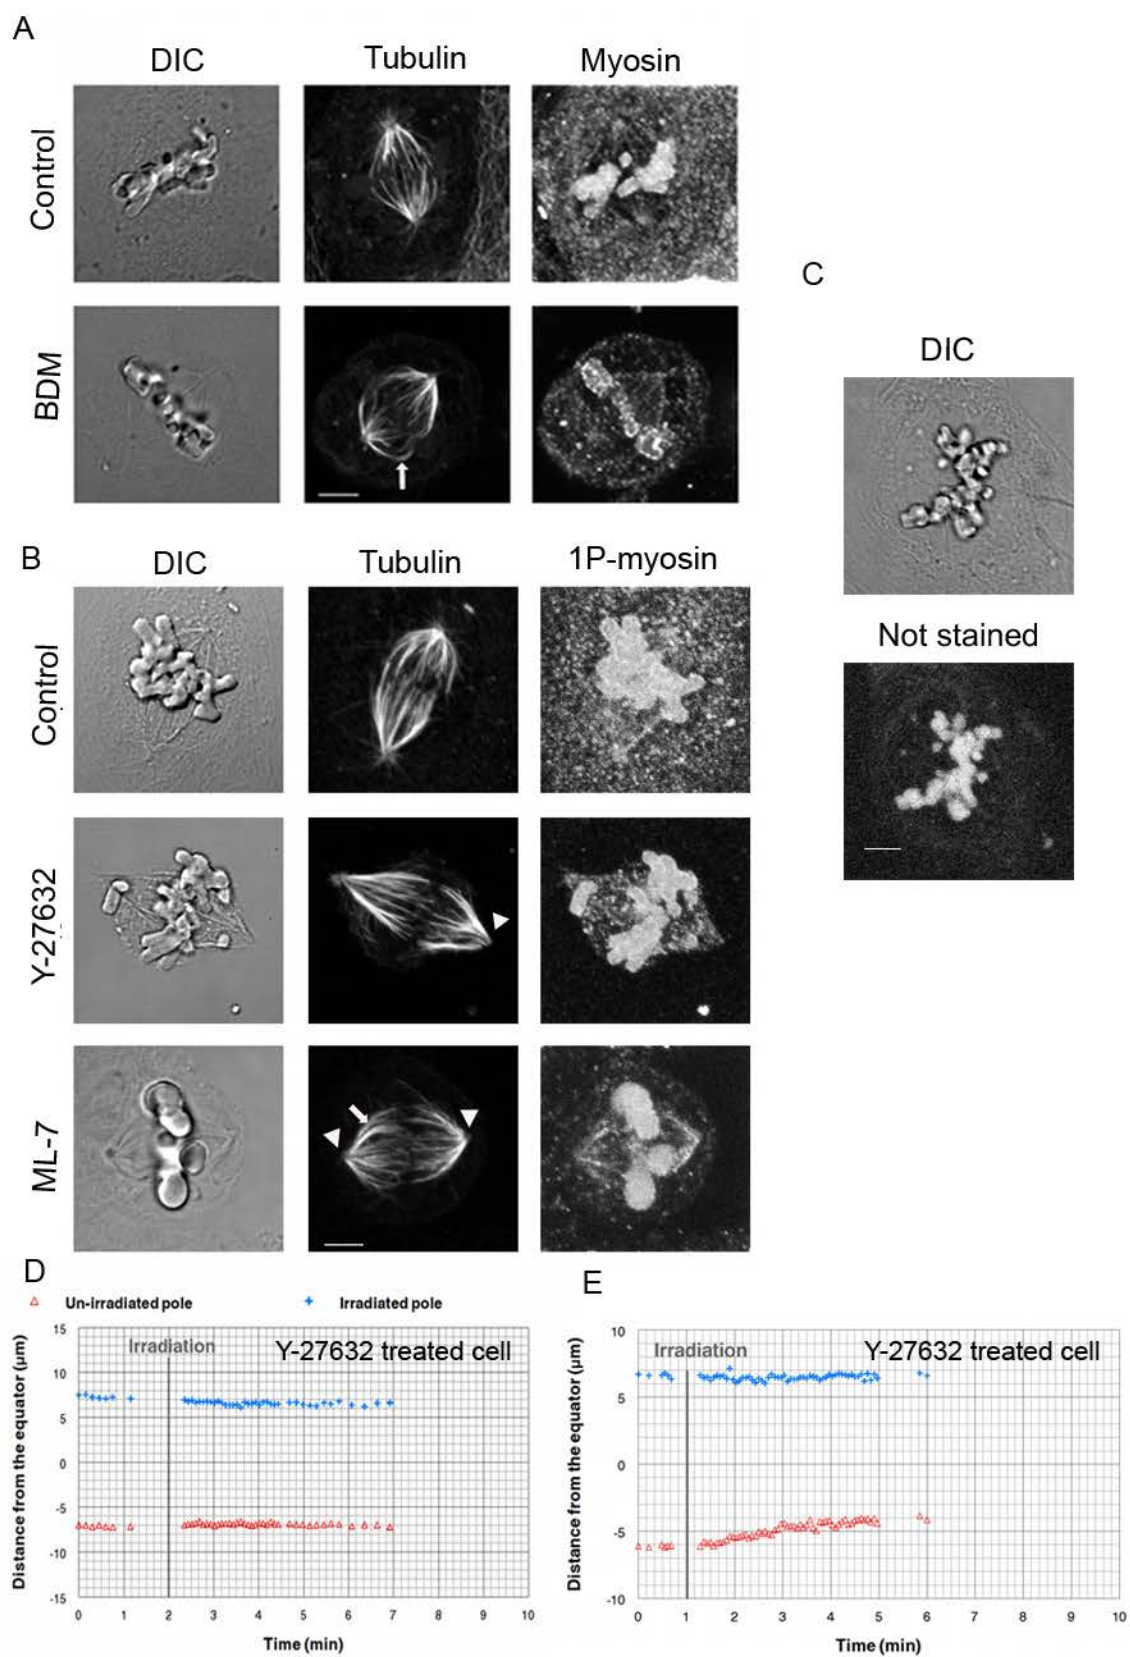 A
DIC
Tubulin
Myosin
Control
BDM
B
DIC
Tubulin
1P-myosin
Control
Y-27632
ML-7
C
DIC
Not stained
D
Un-irradiated pole
Irradiated pole
Irradiation
Y-27632 treated cell
Distance from the equator (μm)
15
10
5
0
-5
-10
-15
0 1 2 3 4 5 6 7 8 9 10
Time (min)
E
Irradiation
Y-27632 treated cell
Distance from the equator (μm)
10
5
0
-5
-10
0 1 2 3 4 5 6 7 8 9 10
Time (min)